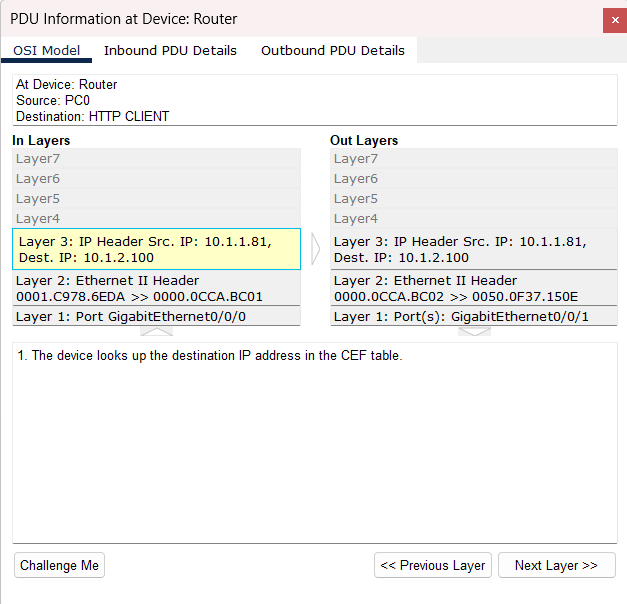 PDU Information at Device: Router
×
OSI Model Inbound PDU Details Outbound PDU Details
At Device: Router
Source: PC0
Destination: HTTP CLIENT
In Layers
Layer7
Layer6
Layer5
Layer4
Layer 3: IP Header Src. IP: 10.1.1.81,
Dest. IP: 10.1.2.100
Layer 2: Ethernet II Header
0001.C978.6EDA >> 0000.0CCA.BC01
Layer 1: Port GigabitEthernet0/0/0
Out Layers
Layer7
Layer6
Layer5
Layer4
Layer 3: IP Header Src. IP: 10.1.1.81,
Dest. IP: 10.1.2.100
Layer 2: Ethernet II Header
0000.0CCA.BC02 >> 0050.0F37.150E
Layer 1: Port(s): GigabitEthernet0/0/1
1. The device looks up the destination IP address in the CEF table.
Challenge Me
<< Previous Layer
Next Layer >>